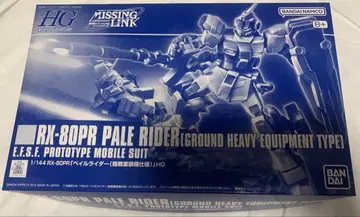 HG
MISSING LINK
BANDAI NAMCO
8+
RX-80PR PALE RIDER [GROUND HEAVY EQUIPMENT TYPE]
E.F.S.F. PROTOTYPE MOBILE SUIT
1/144 RX-80PR「ペイルライダー(陸戦重装備仕様)」HG
BANDAI